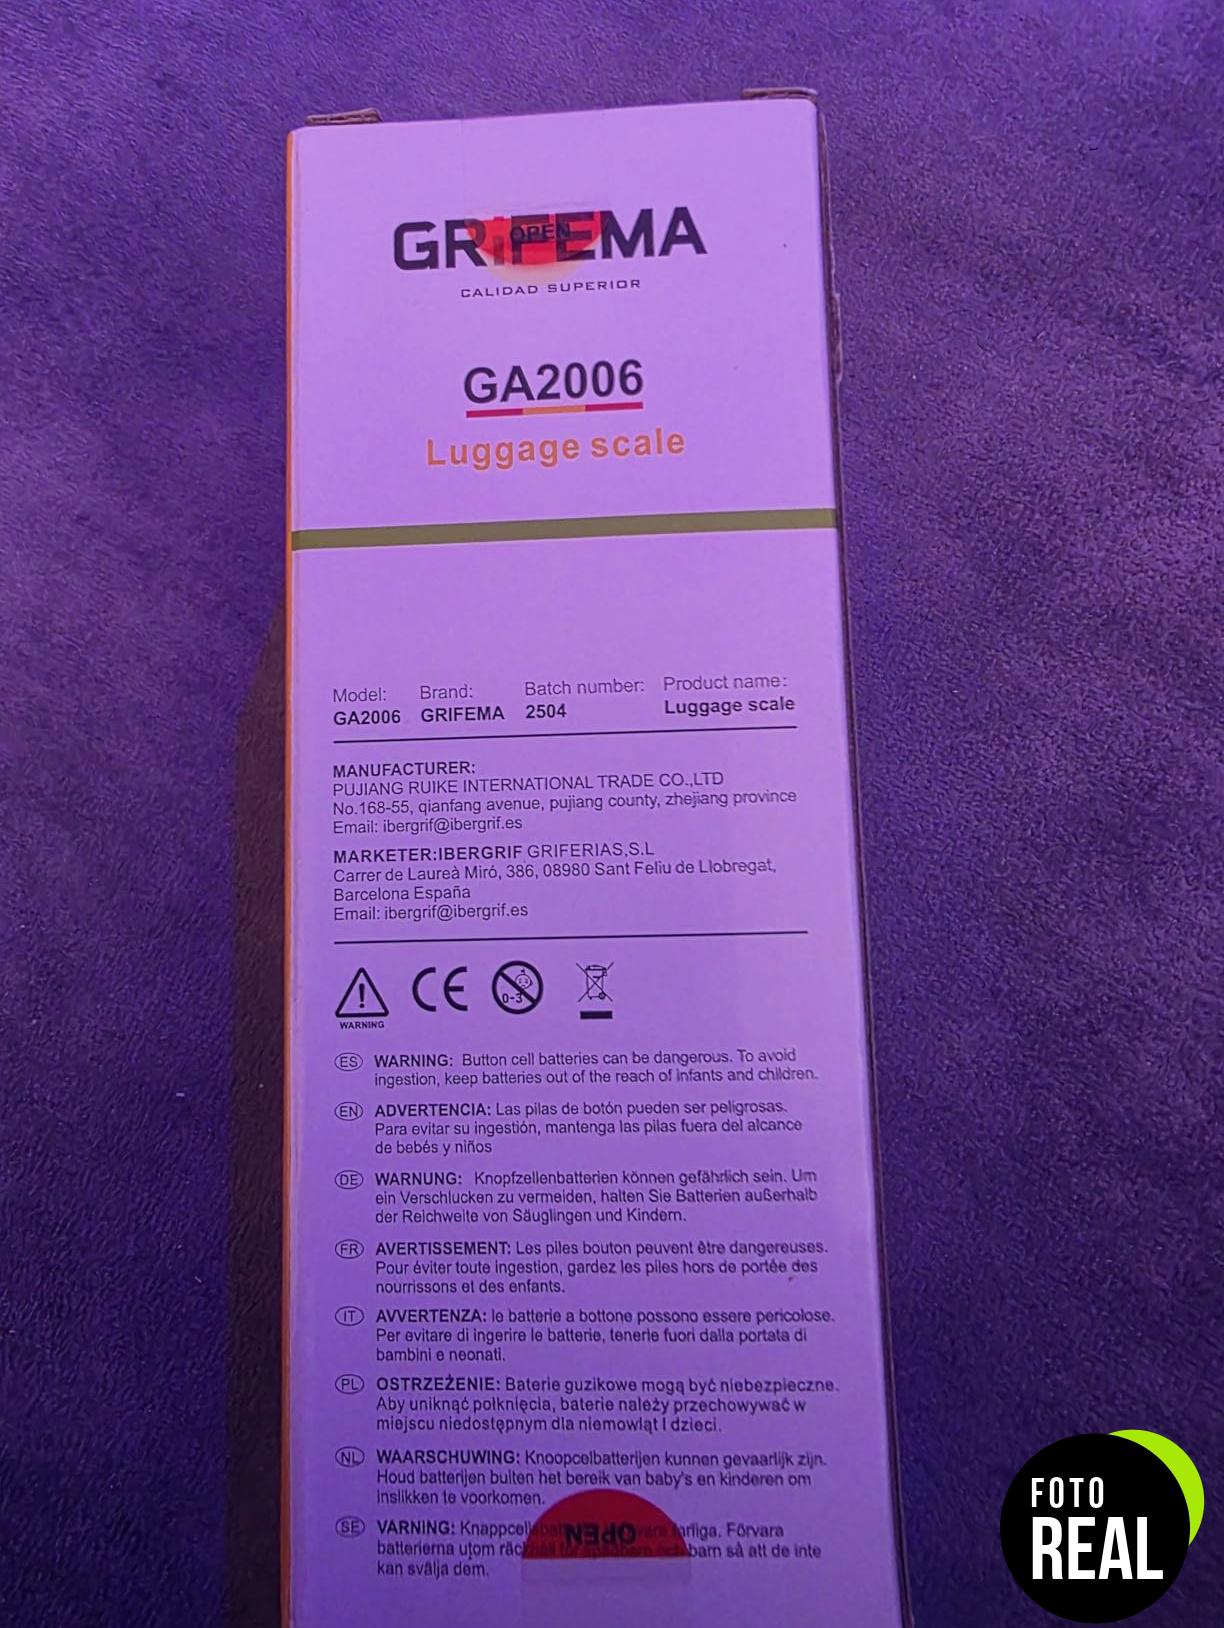 GRIFEMA
OPEN
CALIDAD SUPERIOR
GA2006
Luggage scale
Model: Brand: Batch number: Product name:
GA2006 GRIFEMA 2504 Luggage scale
MANUFACTURER:
PUJIANG RUIKE INTERNATIONAL TRADE CO.,LTD
No.168-55, qianfang avenue, pujiang county, zhejiang province
Email: ibergrif@ibergrif.es
MARKETER:IBERGRIF GRIFERIAS,S.L
Carrer de Laureà Miró, 386, 08980 Sant Feliu de Llobregat,
Barcelona España
Email: ibergrif@ibergrif.es
CE 0-3
WARNING
ES WARNING: Button cell batteries can be dangerous. To avoid
ingestion, keep batteries out of the reach of infants and children.
EN ADVERTENCIA: Las pilas de botón pueden ser peligrosas.
Para evitar su ingestión, mantenga las pilas fuera del alcance
de bebés y niños
DE WARNUNG: Knopfzellenbatterien können gefährlich sein. Um
ein Verschlucken zu vermeiden, halten Sie Batterien außerhalb
der Reichweite von Säuglingen und Kindern.
FR AVERTISSEMENT: Les piles bouton peuvent être dangereuses.
Pour éviter toute ingestion, gardez les piles hors de portée des
nourrissons et des enfants.
IT AVVERTENZA: le batterie a bottone possono essere pericolose.
Per evitare di ingerire le batterie, tenerle fuori dalla portata di
bambini e neonati.
PL OSTRZEŻENIE: Baterie guzikowe mogą być niebezpieczne.
Aby uniknąć połknięcia, baterie należy przechowywać w
miejscu niedostępnym dla niemowląt I dzieci.
NL WAARSCHUWING: Knoopcelbatterijen kunnen gevaarlijk zijn.
Houd batterijen buiten het bereik van baby's en kinderen om
inslikken te voorkomen.
SE VARNING: vara farliga. Förvara
OPEN
batterierna utom räckhåll för spädbarn och barn så att de inte
kan svälja dem.
FOTO
REAL